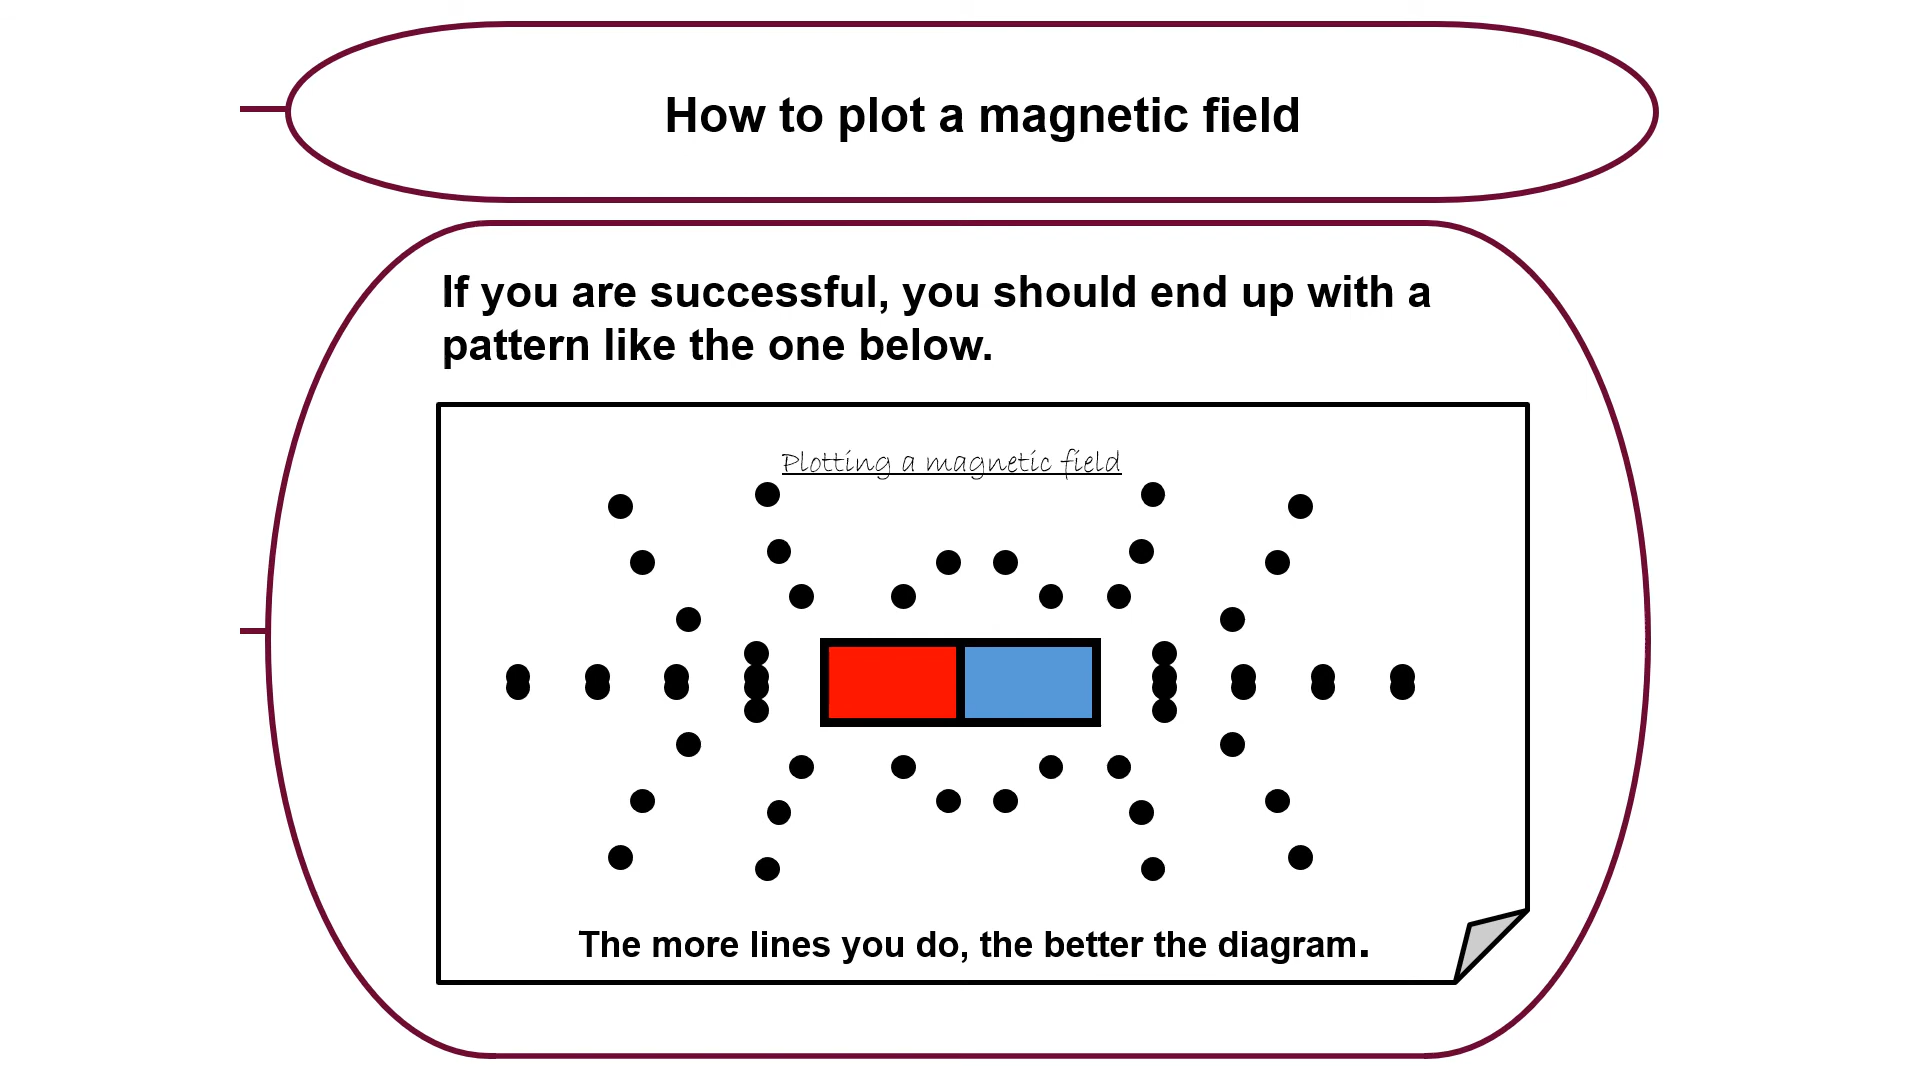 How to plot a magnetic field
If you are successful, you should end up with a
pattern like the one below.
Plotting a magnetic field
The more lines you do, the better the diagram.